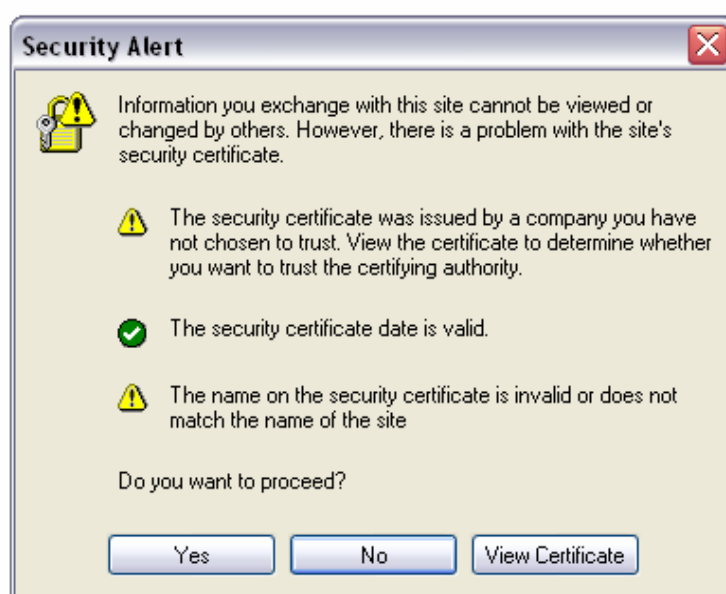 Security Alert
Information you exchange with this site cannot be viewed or
changed by others. However, there is a problem with the site's
security certificate.
The security certificate was issued by a company you have
not chosen to trust. View the certificate to determine whether
you want to trust the certifying authority.
The security certificate date is valid.
The name on the security certificate is invalid or does not
match the name of the site
Do you want to proceed?
Yes No View Certificate